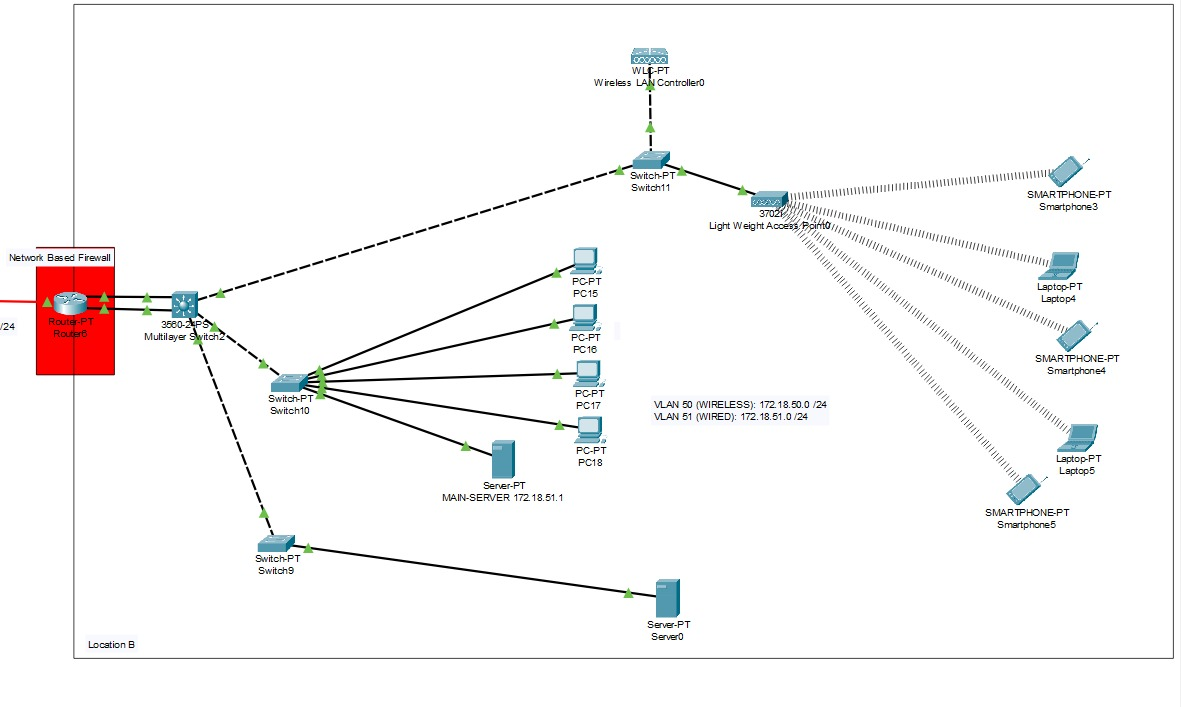 WLC-PT
Wireless LAN Controller0
Switch-PT
Switch11
3702i
Light Weight Access Point0
SMARTPHONE-PT
Smartphone3
Network Based Firewall
/24
Router-PT
Router6
3560-24PS
Multilayer Switch2
PC-PT
PC15
Laptop-PT
Laptop4
PC-PT
PC16
SMARTPHONE-PT
Smartphone4
Switch-PT
Switch10
PC-PT
PC17
VLAN 50 (WIRELESS): 172.18.50.0 /24
VLAN 51 (WIRED): 172.18.51.0 /24
PC-PT
PC18
Laptop-PT
Laptop5
Server-PT
MAIN-SERVER 172.18.51.1
SMARTPHONE-PT
Smartphone5
Switch-PT
Switch9
Server-PT
Server0
Location B